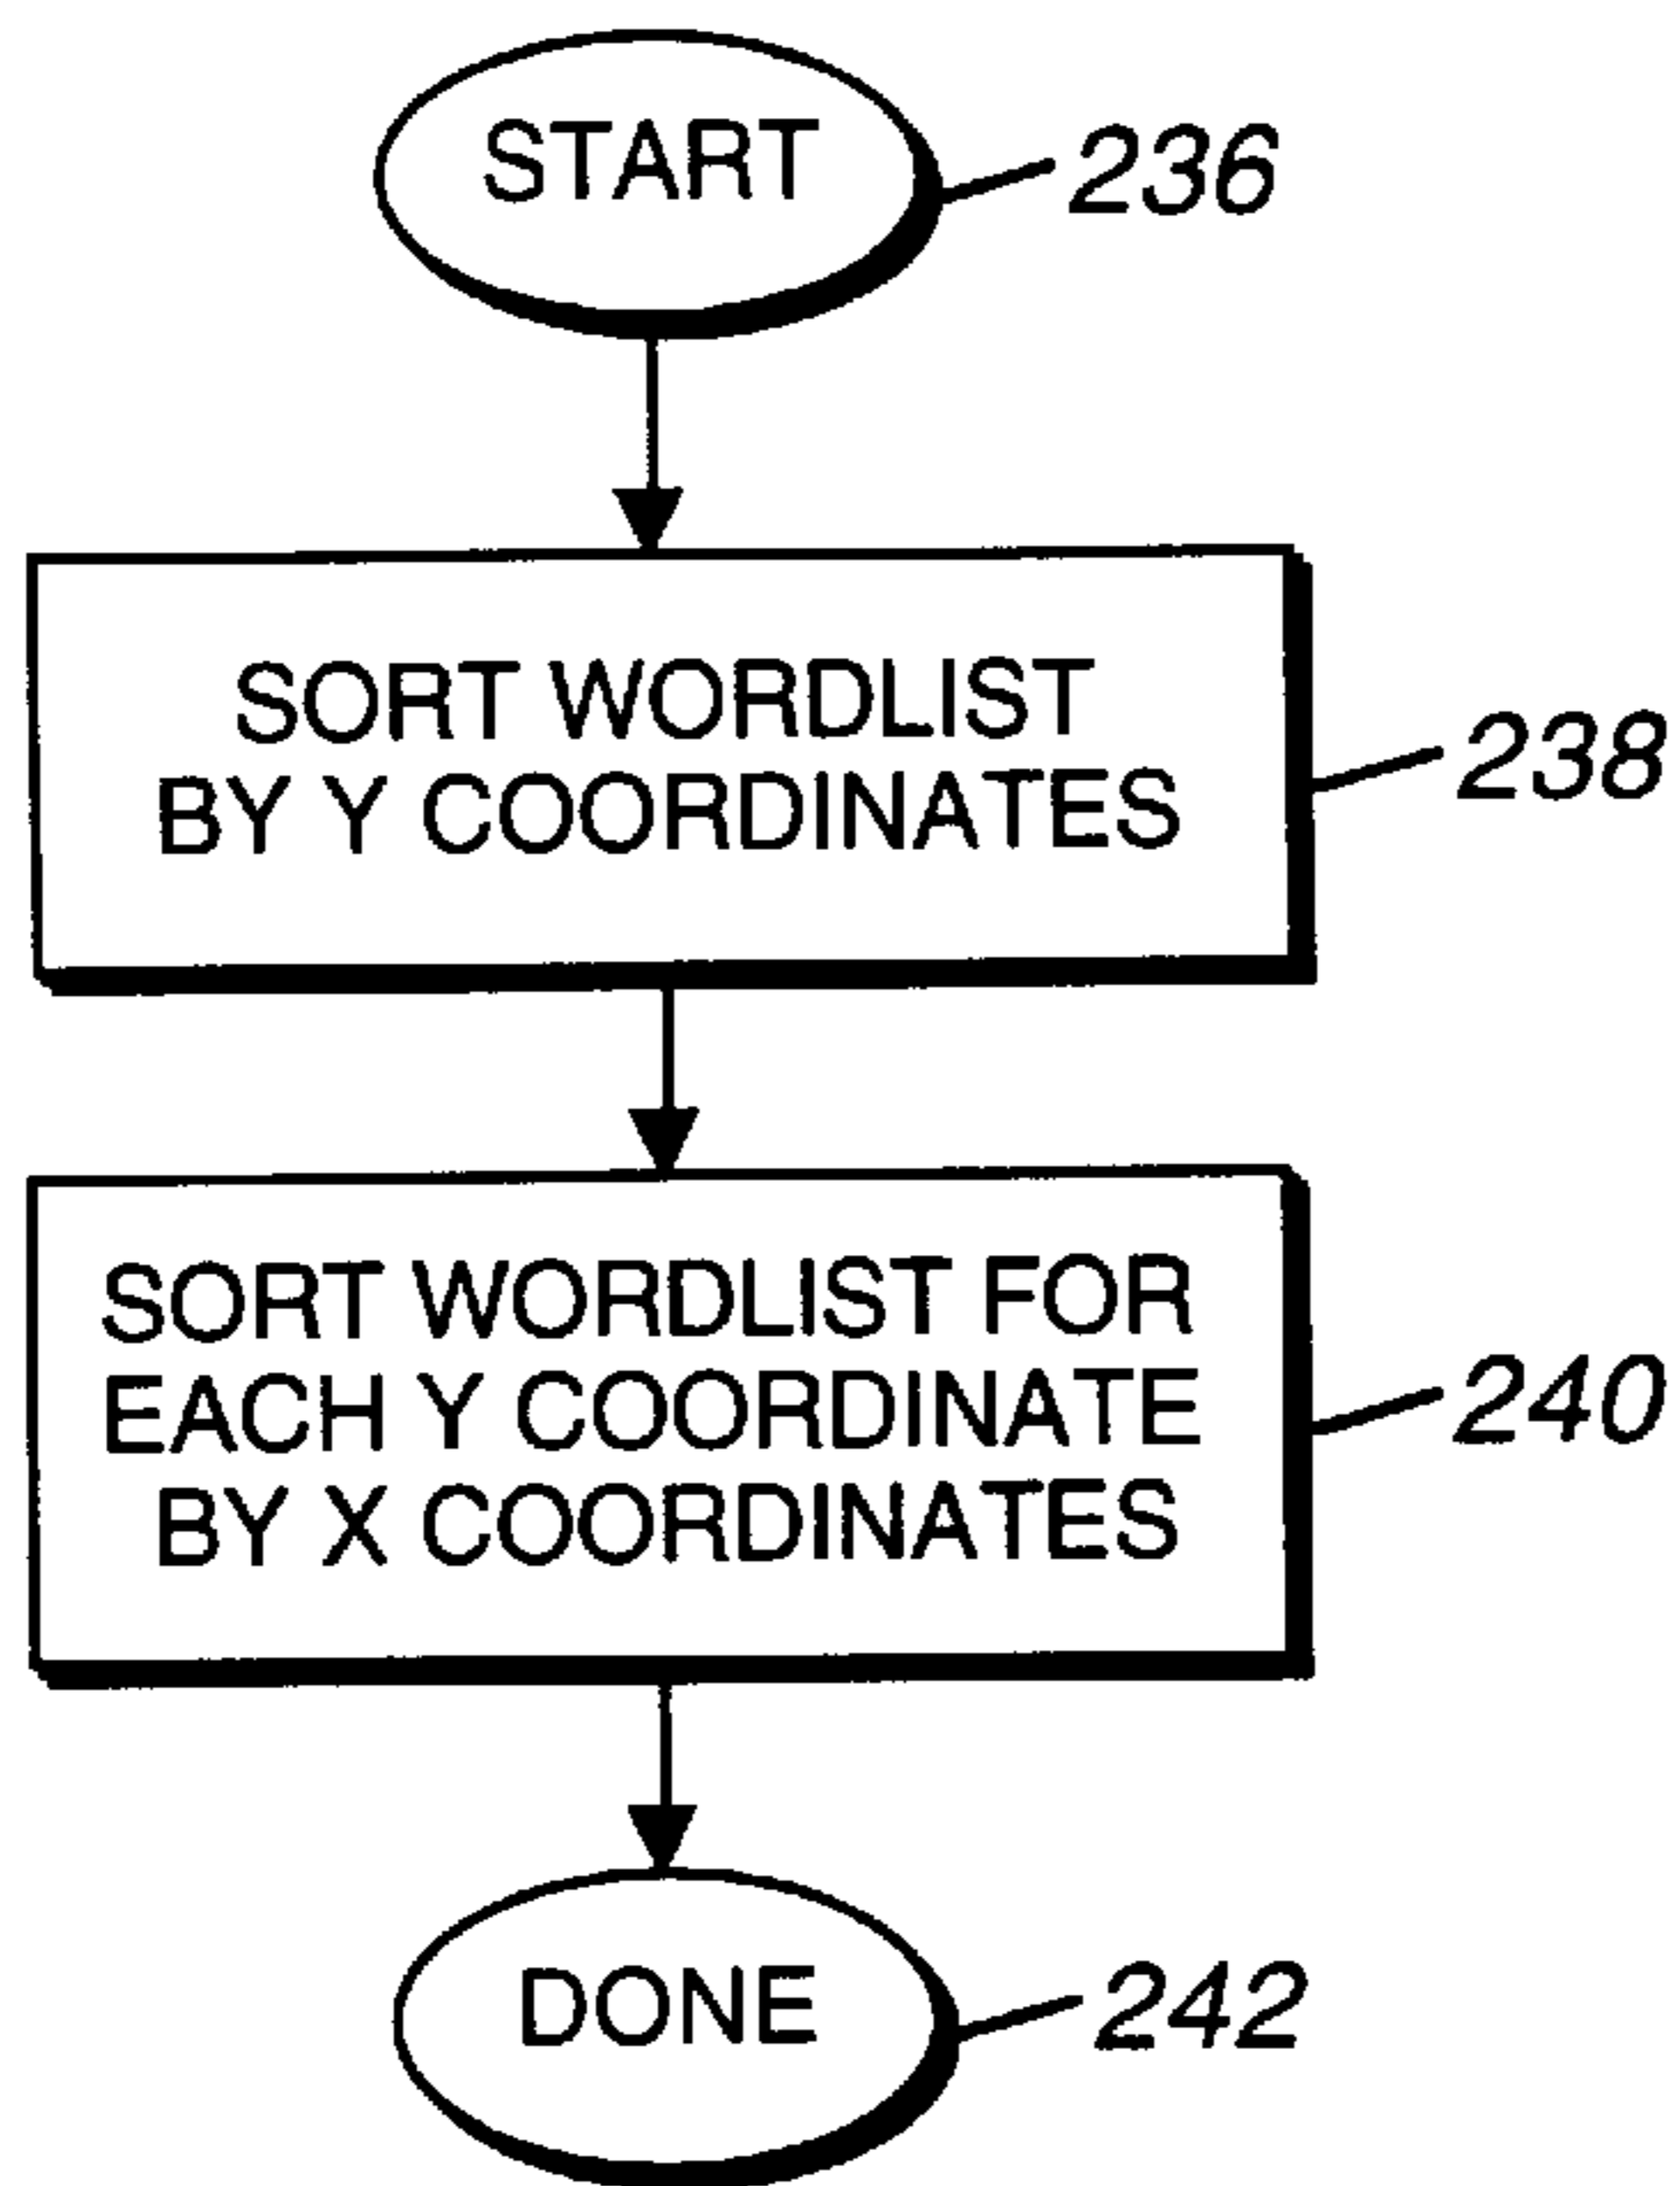 START
236
SORT WORDLIST
BY Y COORDINATES
238
SORT WORDLIST FOR
EACH Y COORDINATE
BY X COORDINATES
240
DONE
242